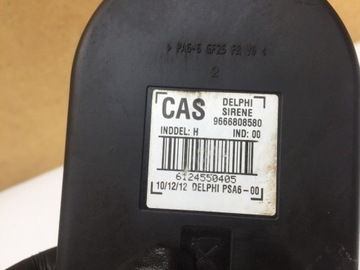 > PA6-6 GF25 FR V0 <
2
CAS DELPHI
SIRENE
9666808580
INDDEL: H IND: 00
6124550405
10/12/12 DELPHI PSA6-00